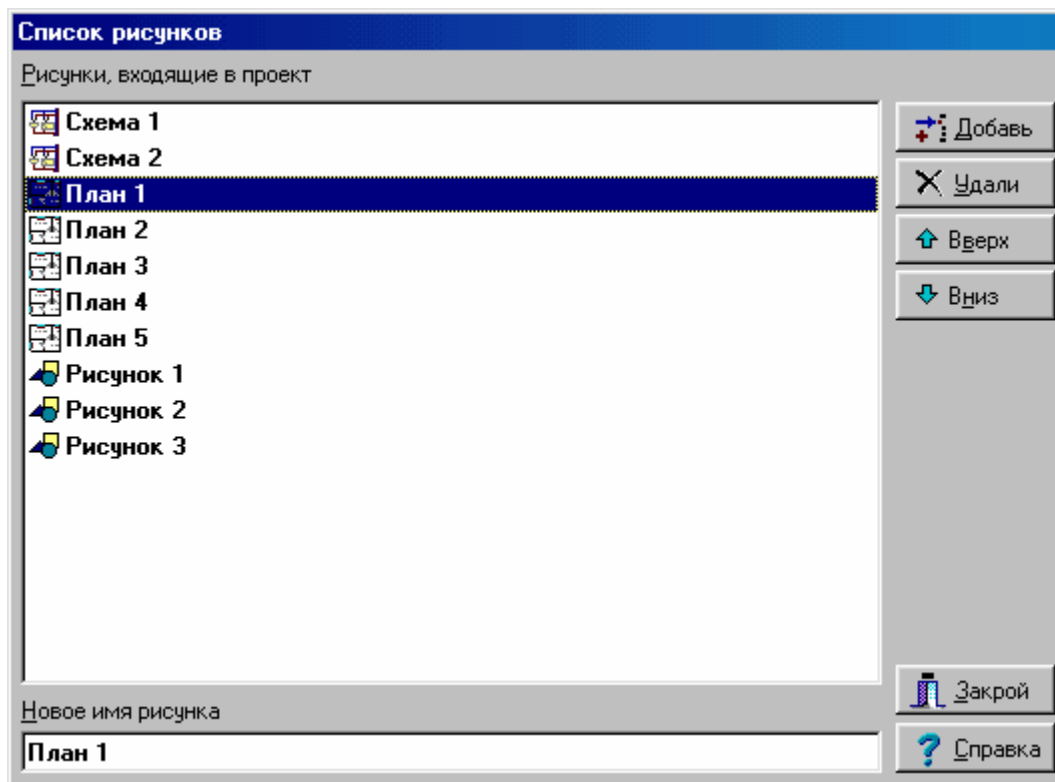 Список рисунков
Рисунки, входящие в проект
Схема 1
Схема 2
План 1
План 2
План 3
План 4
План 5
Рисунок 1
Рисунок 2
Рисунок 3
Добавь
Удали
Вверх
Вниз
Закрой
Новое имя рисунка
План 1
Справка